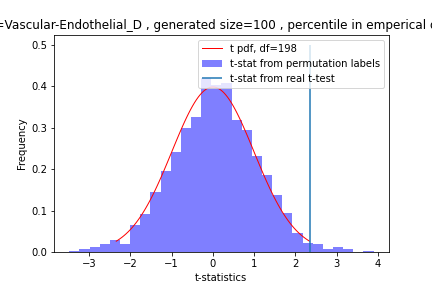 =Vascular-Endothelial_D , generated size=100 , percentile in emperical
0.5
0.4
0.3
0.2
0.1
0.0
Frequency
t pdf, df=198
t-stat from permutation labels
t-stat from real t-test
−3
−2
−1
0
1
2
3
4
t-statistics